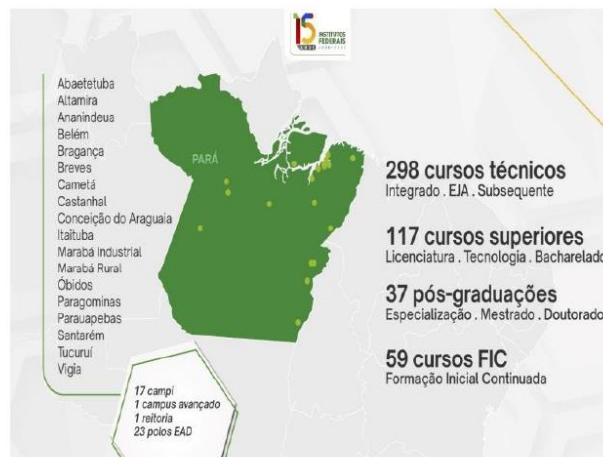 15
ANOS
INSTITUTOS
FEDERAIS
Abaetetuba
Altamira
Ananindeua
Belém
Bragança
Breves
Cametá
Castanhal
Conceição do Araguaia
Itaituba
Marabá Industrial
Marabá Rural
Óbidos
Paragominas
Parauapebas
Santarém
Tucuruí
Vigia
PARÁ
298 cursos técnicos
Integrado . EJA . Subsequente
117 cursos superiores
Licenciatura . Tecnologia . Bacharelado
37 pós-graduações
Especialização . Mestrado . Doutorado
59 cursos FIC
Formação Inicial Continuada
17 campi
1 campus avançado
1 reitoria
23 polos EAD